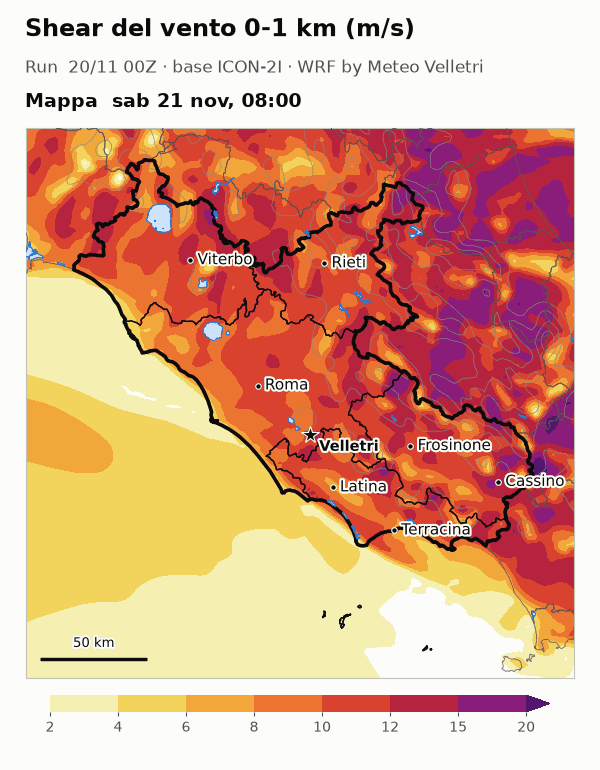 Shear del vento 0-1 km (m/s)
Run 20/11 00Z · base ICON-2I · WRF by Meteo Velletri
Mappa sab 21 nov, 08:00
Viterbo
Rieti
Roma
Velletri
Frosinone
Cassino
Latina
Terracina
50 km
2 4 6 8 10 12 15 20